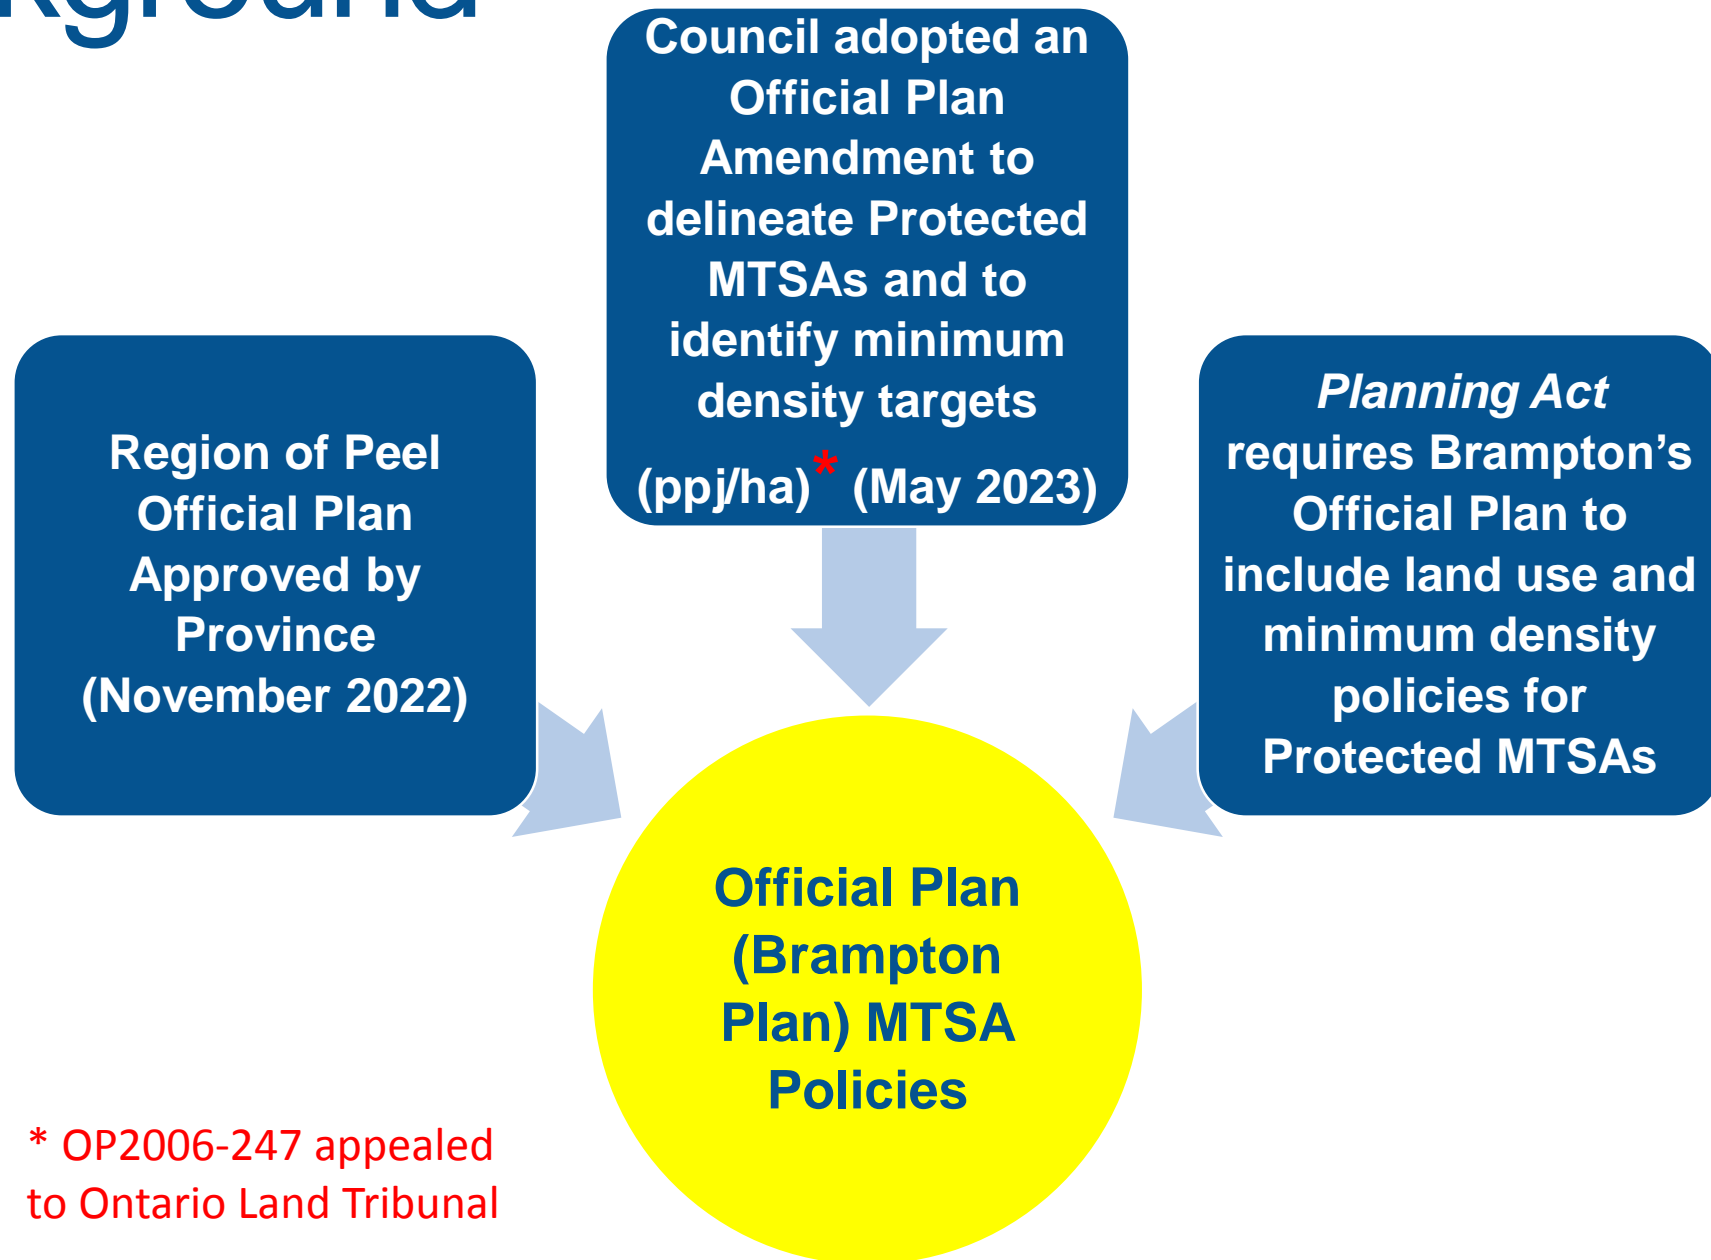 kground
Council adopted an
Official Plan
Amendment to
delineate Protected
MTSAs and to
identify minimum
density targets
(ppj/ha)* (May 2023)
Region of Peel
Official Plan
Approved by
Province
(November 2022)
Planning Act
requires Brampton’s
Official Plan to
include land use and
minimum density
policies for
Protected MTSAs
Official Plan
(Brampton
Plan) MTSA
Policies
* OP2006-247 appealed
to Ontario Land Tribunal